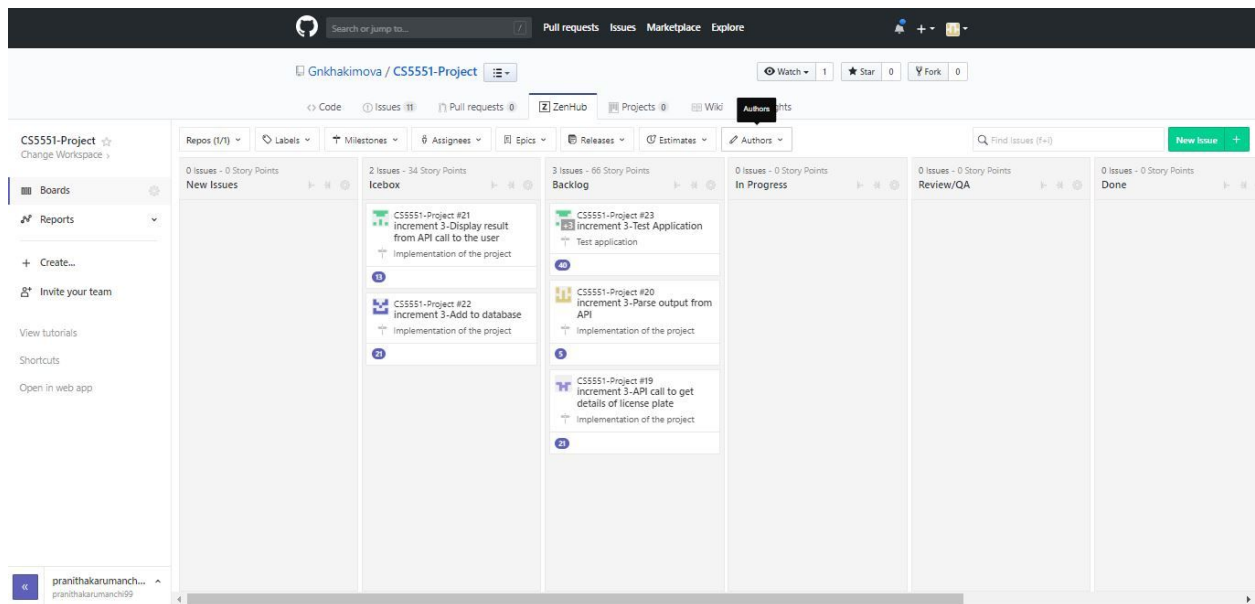 Search or jump to... /
Pull requests Issues Marketplace Explore
Gnkhakimova / CS5551-Project
Watch 1 Star 0 Fork 0
Code Issues 11 Pull requests 0 ZenHub Projects 0 Wiki ghts
Authors
CS5551-Project
Change Workspace
Repos (1/1) Labels Milestones Assignees Epics Releases Estimates Authors
Find Issues (f+i)
New Issue +
Boards
Reports
+ Create...
Invite your team
View tutorials
Shortcuts
Open in web app
pranithakarumanch...
pranithakarumanchi99
0 Issues - 0 Story Points
New Issues
2 Issues - 34 Story Points
Icebox
CS5551-Project #21
increment 3-Display result
from API call to the user
Implementation of the project
13
CS5551-Project #22
increment 3-Add to database
Implementation of the project
21
3 Issues - 66 Story Points
Backlog
CS5551-Project #23
+3 increment 3-Test Application
Test application
40
CS5551-Project #20
increment 3-Parse output from
API
Implementation of the project
5
CS5551-Project #19
increment 3-API call to get
details of license plate
Implementation of the project
21
0 Issues - 0 Story Points
In Progress
0 Issues - 0 Story Points
Review/QA
0 Issues - 0 Story Points
Done